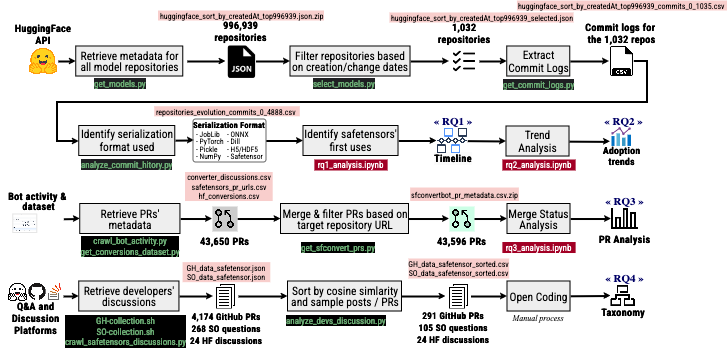 huggingface_sort_by_createdAt_top996939_commits_0_1035.csv
huggingface_sort_by_createdAt_top996939.json.zip
huggingface_sort_by_createdAt_top996939_selected.json
HuggingFace
API
Retrieve metadata for
all model repositories
get_models.py
996,939
repositories
JSON
Filter repositories based
on creation/change dates
select_models.py
1,032
repositories
Extract
Commit Logs
get_commit_logs.py
Commit logs for
the 1,032 repos
CSV
repositories_evolution_commits_0_4888.csv
Identify serialization
format used
analyze_commit_hitory.py
Serialization Format
- JobLib - ONNX
- PyTorch - Dill
- Pickle - H5/HDF5
- NumPy - Safetensor
Identify safetensors'
first uses
rq1_analysis.ipynb
« RQ1 »
Timeline
Trend
Analysis
rq2_analysis.ipynb
« RQ2 »
Adoption
trends
Bot activity &
dataset
Retrieve PRs'
metadata
crawl_bot_activity.py
get_conversions_dataset.py
converter_discussions.csv
safetensors_pr_urls.csv
hf_conversions.csv
43,650 PRs
Merge & filter PRs based on
target repository URL
get_sfconvert_prs.py
sfconvertbot_pr_metadata.csv.zip
43,596 PRs
Merge Status
Analysis
rq3_analysis.ipynb
« RQ3 »
PR Analysis
Q&A and
Discussion
Platforms
Retrieve developers'
discussions
GH-collection.sh
SO-collection.sh
crawl_safetensors_discussions.py
GH_data_safetensor.json
SO_data_safetensor.json
4,174 GitHub PRs
268 SO questions
24 HF discussions
Sort by cosine simlarity
and sample posts / PRs
analyze_devs_discussion.py
GH_data_safetensor_sorted.csv
SO_data_safetensor_sorted.csv
291 GitHub PRs
105 SO questions
24 HF discussions
Open Coding
Manual process
« RQ4 »
Taxonomy